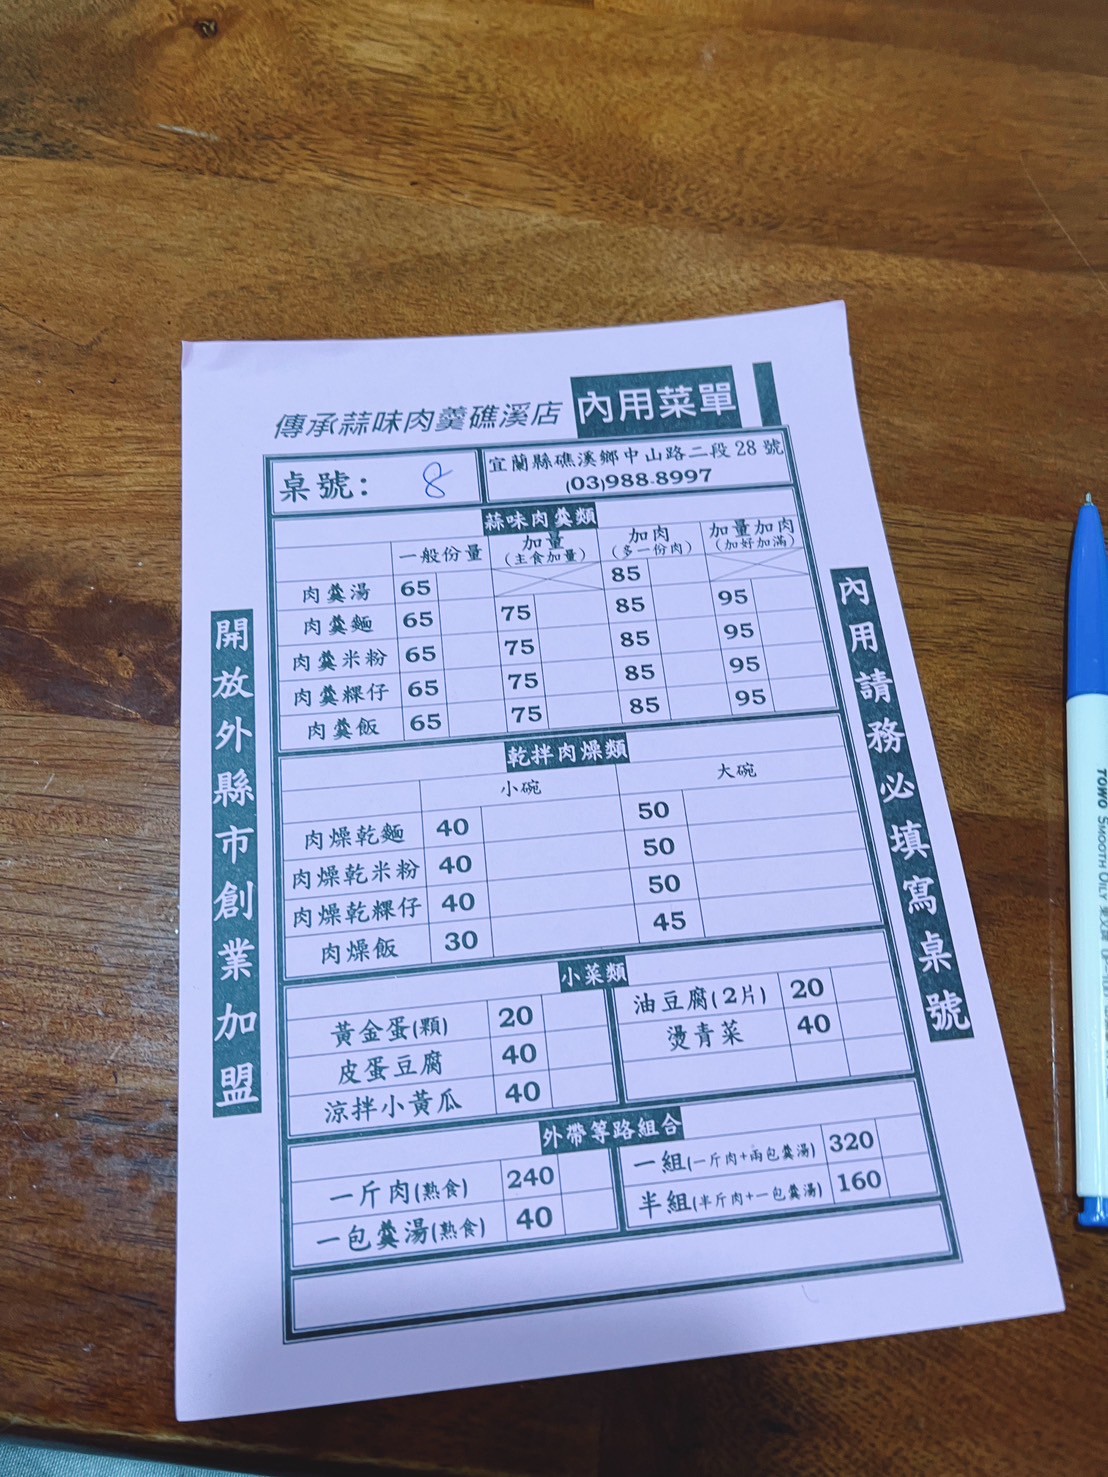 傳承蒜味肉羹礁溪店 內用菜單
桌號: 8
宜蘭縣礁溪鄉中山路二段28號
(03)988-8997
蒜味肉羹類
一般份量 加量(主食加量) 加肉(多一份肉) 加量加肉(加好加滿)
肉羹湯 65 85
肉羹麵 65 75 85 95
肉羹米粉 65 75 85 95
肉羹粿仔 65 75 85 95
肉羹飯 65 75 85 95
乾拌肉燥類
小碗 大碗
肉燥乾麵 40 50
肉燥乾米粉 40 50
肉燥乾粿仔 40 50
肉燥飯 30 45
小菜類
黃金蛋(顆) 20 油豆腐(2片) 20
皮蛋豆腐 40 燙青菜 40
涼拌小黃瓜 40
外帶等路組合
一斤肉(熟食) 240 一組(一斤肉+兩包羹湯) 320
一包羹湯(熟食) 40 半組(半斤肉+一包羹湯) 160
開放外縣市創業加盟
內用請務必填寫桌號
TOWO SMOOTH OILY